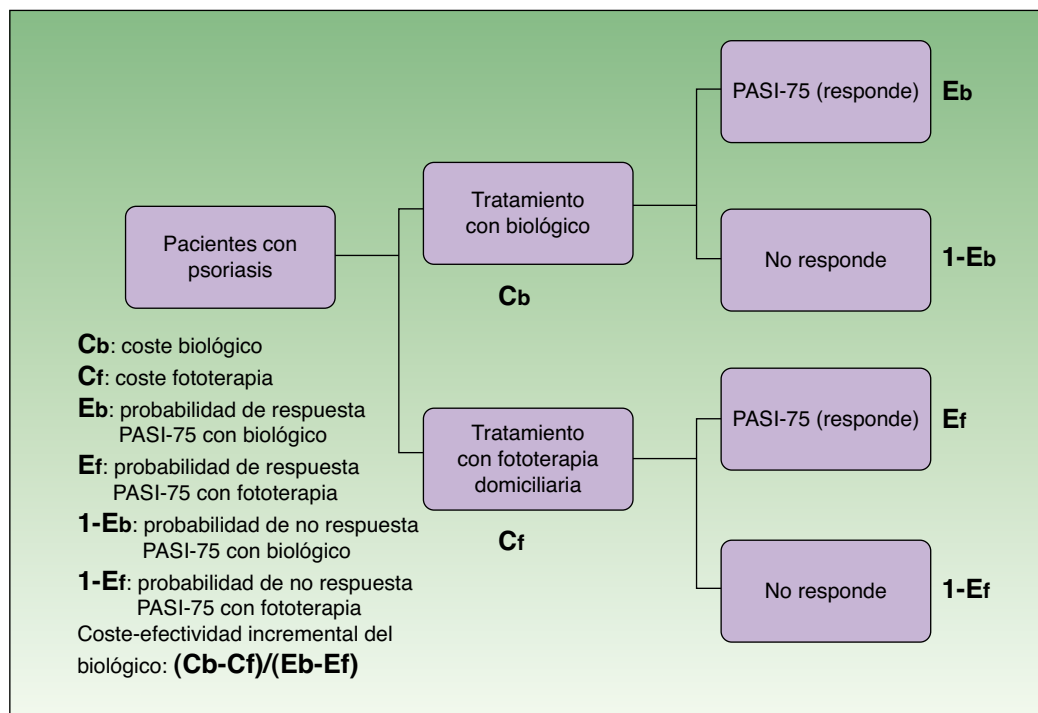 Pacientes con
psoriasis
Tratamiento
con biológico
Cb
PASI-75 (responde)
Eb
No responde
1-Eb
Tratamiento
con fototerapia
domiciliaria
Cf
PASI-75 (responde)
Ef
No responde
1-Ef
Cb: coste biológico
Cf: coste fototerapia
Eb: probabilidad de respuesta
PASI-75 con biológico
Ef: probabilidad de respuesta
PASI-75 con fototerapia
1-Eb: probabilidad de no respuesta
PASI-75 con biológico
1-Ef: probabilidad de no respuesta
PASI-75 con fototerapia
Coste-efectividad incremental del
biológico: (Cb-Cf)/(Eb-Ef)